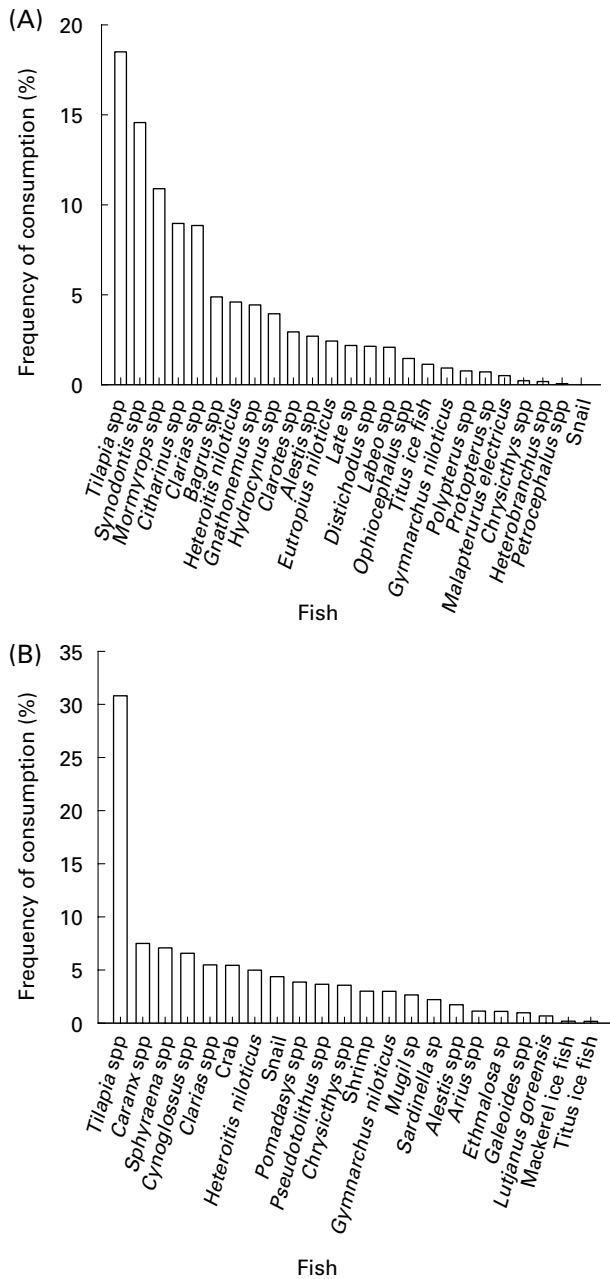 (A)
20
15
10
5
0
Frequency of consumption (%)
Tilapia spp
Synodontis spp
Mormyrops spp
Citharinus spp
Clarias spp
Bagrus spp
Heteroitis niloticus
Gnathonemus spp
Hydrocynus spp
Clarotes spp
Alestis spp
Eutropius niloticus
Late sp
Distichodus spp
Labeo spp
Ophiocephalus spp
Titus ice fish
Gymnarchus niloticus
Polypterus spp
Protopterus sp
Malapterurus electricus
Chrysicthys spp
Heterobranchus spp
Petrocephalus spp
Snail
Fish
(B)
35
30
25
20
15
10
5
0
Frequency of consumption (%)
Tilapia spp
Caranx spp
Sphyraena spp
Cynoglossus spp
Clarias spp
Crab
Heteroitis niloticus
Snail
Pomadasys spp
Pseudotolithus spp
Chrysicthys spp
Shrimp
Gymnarchus niloticus
Mugil sp
Sardinella sp
Alestis spp
Arius spp
Ethmalosa sp
Galeoides spp
Lutjanus goreensis
Mackerel ice fish
Titus ice fish
Fish